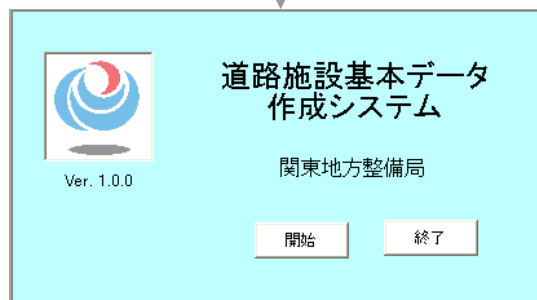 道路施設基本データ
作成システム
Ver. 1.0.0
関東地方整備局
開始
終了